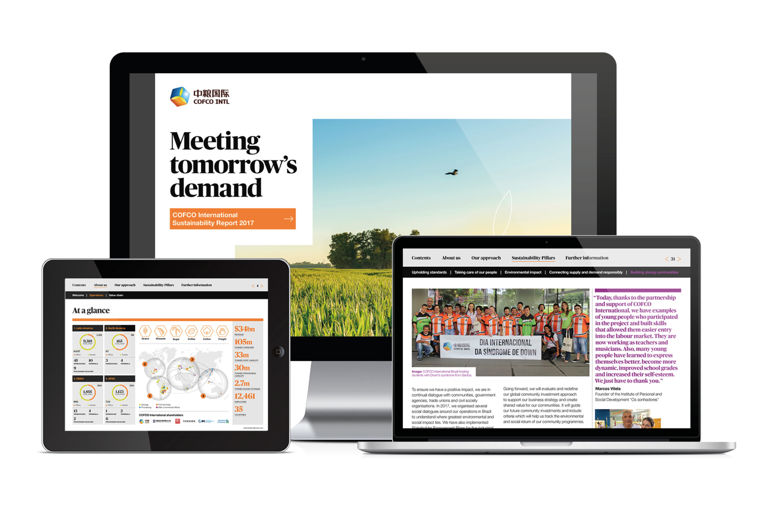 中粮国际
COFCO INTL
Meeting
tomorrow's
demand
COFCO International
Sustainability Report 2017
Contents
About us
Our approach
Sustainability Pillars
Further information
Welcome
Operations
Value chain
At a glance
$34bn
105m
33m
30m
2.7m
12,461
35
COFCO International shareholders
Contents
About us
Our approach
Sustainability Pillars
Further information
31
Upholding standards | Taking care of our people | Environmental impact | Connecting supply and demand responsibly | Building strong communities
DIA INTERNACIONAL
DA SÍNDROME DE DOWN
To ensure we have a positive impact, we are in
continual dialogue with communities, government
agencies, trade unions and civil society
organisations. In 2017, we organised several
social dialogues around our operations in Brazil
to understand where greatest environmental and
social impact lies. We have also implemented
Going forward, we will evaluate and redefine
our global community investment approach
to support our business strategy and create
shared value for our communities. It will guide
our future community investments and include
criteria which will help us track the environmental
and social return of our community programmes.
"Today, thanks to the partnership
and support of COFCO
International, we have examples
of young people who participated
in the project and built skills
that allowed them easier entry
into the labour market. They are
now working as teachers and
musicians. Also, many young
people have learned to express
themselves better, become more
dynamic, improved school grades
and increased their self-esteem.
We just have to thank you."
Marcos Vilela
Founder of the Institute of Personal and
Social Development "Os sonhadores"